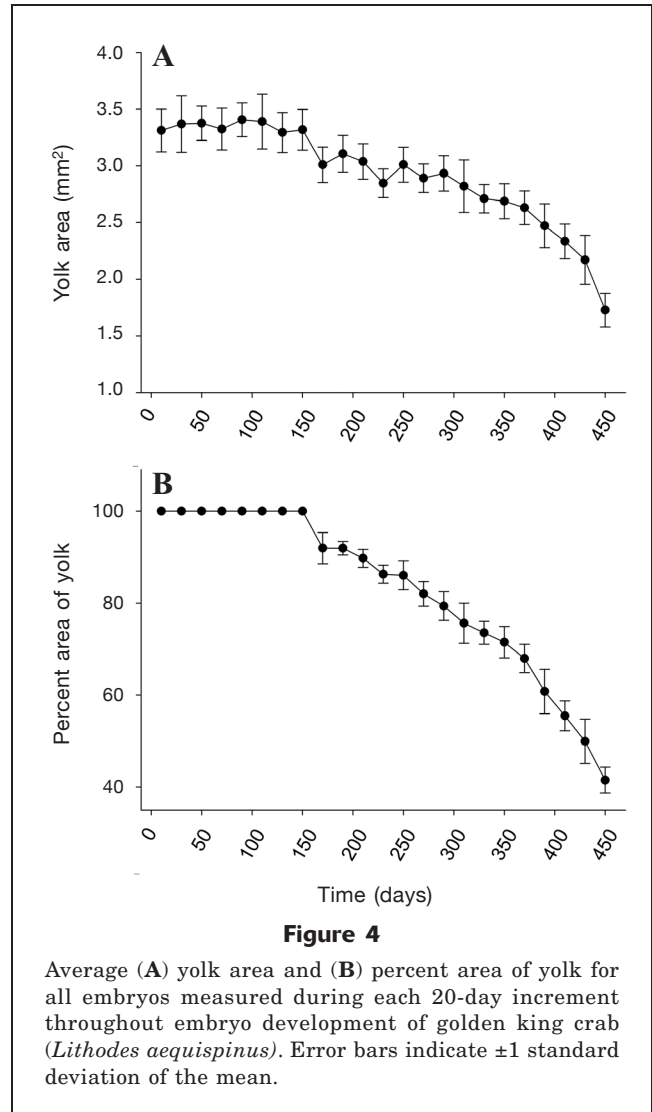 A
4.0
3.5
3.0
2.5
2.0
1.5
1.0
Yolk area (mm²)
0
50
100
150
200
250
300
350
400
450
B
100
80
60
40
Percent area of yolk
0
50
100
150
200
250
300
350
400
450
Time (days)
Figure 4
Average (A) yolk area and (B) percent area of yolk for
all embryos measured during each 20-day increment
throughout embryo development of golden king crab
(Lithodes aequispinus). Error bars indicate ±1 standard
deviation of the mean.